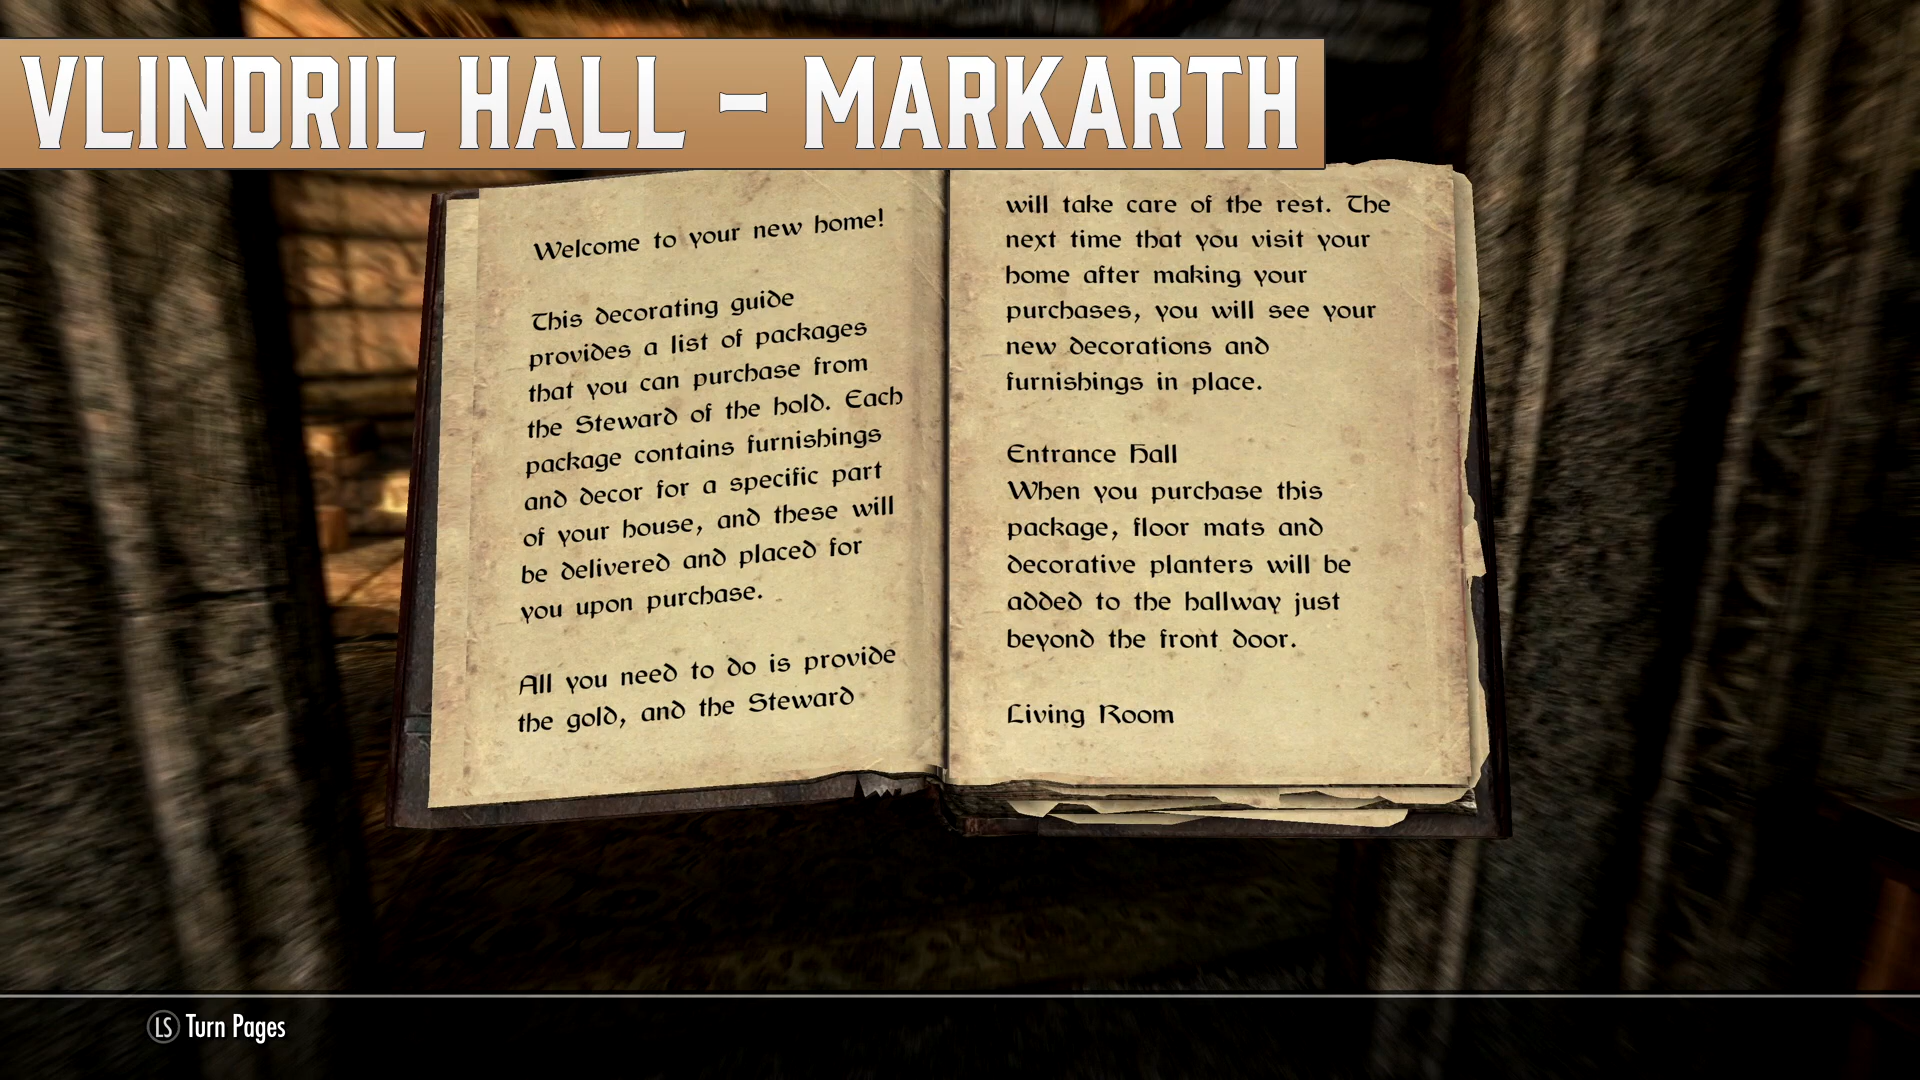 VLINDRIL HALL - MARKARTH
Welcome to your new home!
This decorating guide
provides a list of packages
that you can purchase from
the Steward of the hold. Each
package contains furnishings
and decor for a specific part
of your house, and these will
be delivered and placed for
you upon purchase.
All you need to do is provide
the gold, and the Steward
will take care of the rest. The
next time that you visit your
home after making your
purchases, you will see your
new decorations and
furnishings in place.
Entrance Hall
When you purchase this
package, floor mats and
decorative planters will be
added to the hallway just
beyond the front door.
Living Room
LS Turn Pages